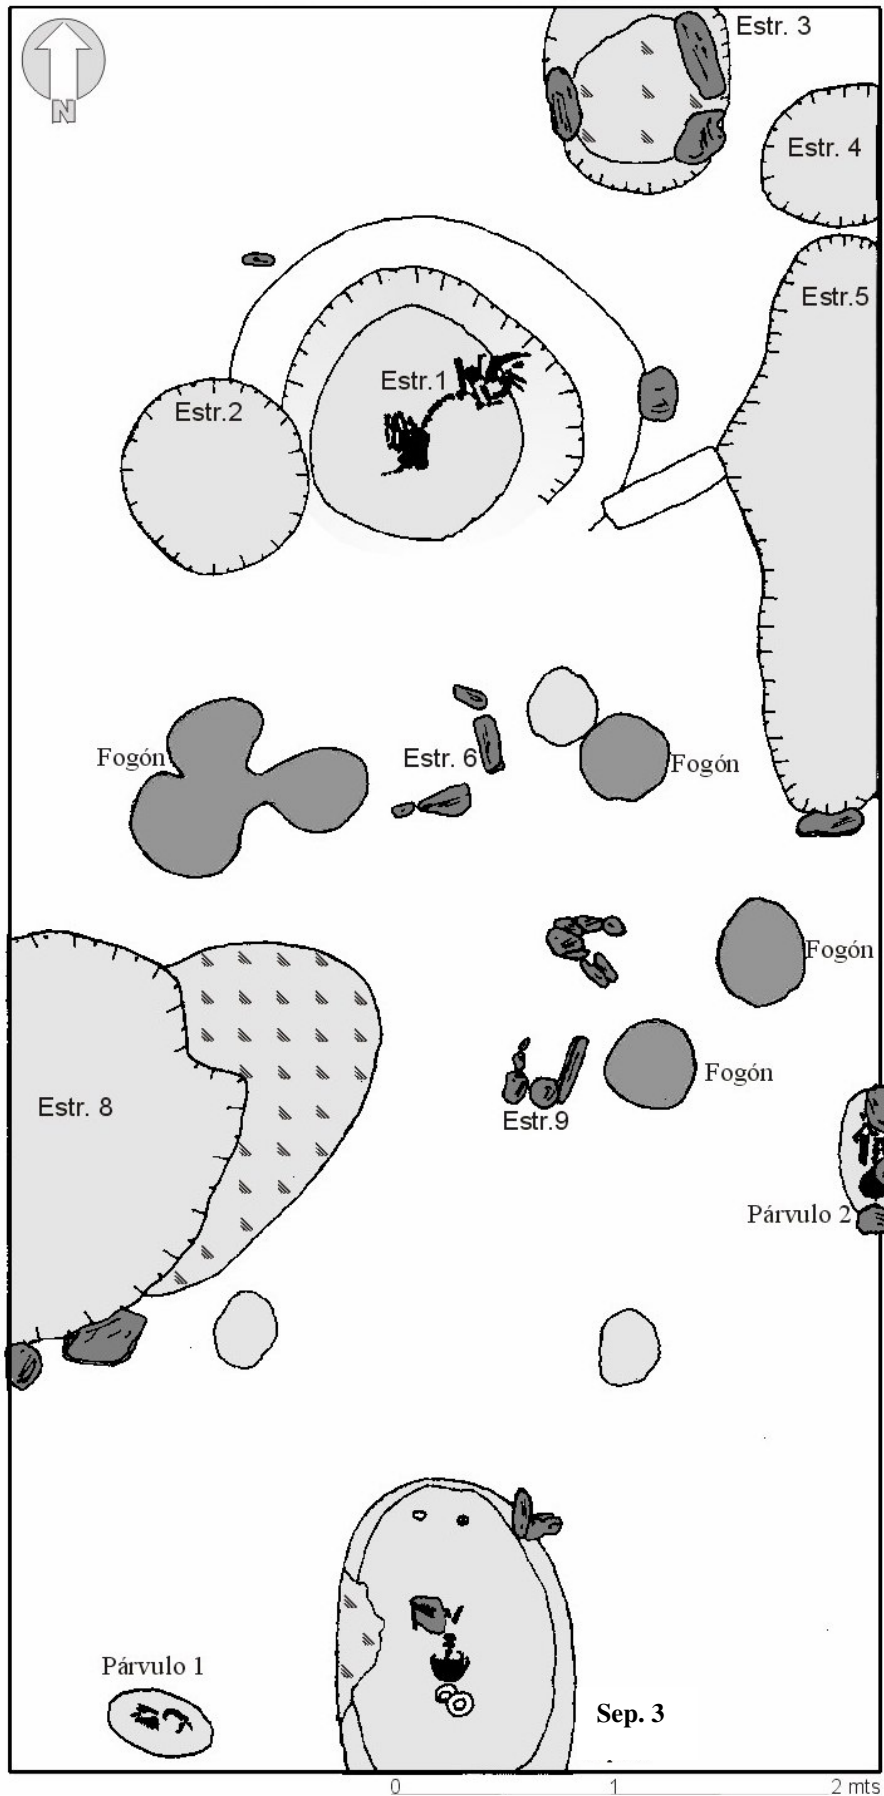 Estr. 3
N
Estr. 4
Estr.5
Estr.1
Estr.2
Fogón
Estr. 6
Fogón
Fogón
Fogón
Estr. 8
Estr.9
Párvulo 2
Párvulo 1
Sep. 3
0 1 2 mts